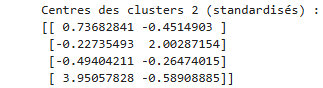 Centres des clusters 2 (standardisés) :
[[ 0.73682841 -0.4514903 ]
[-0.22735493 2.00287154]
[-0.49404211 -0.26474015]
[ 3.95057828 -0.58908885]]